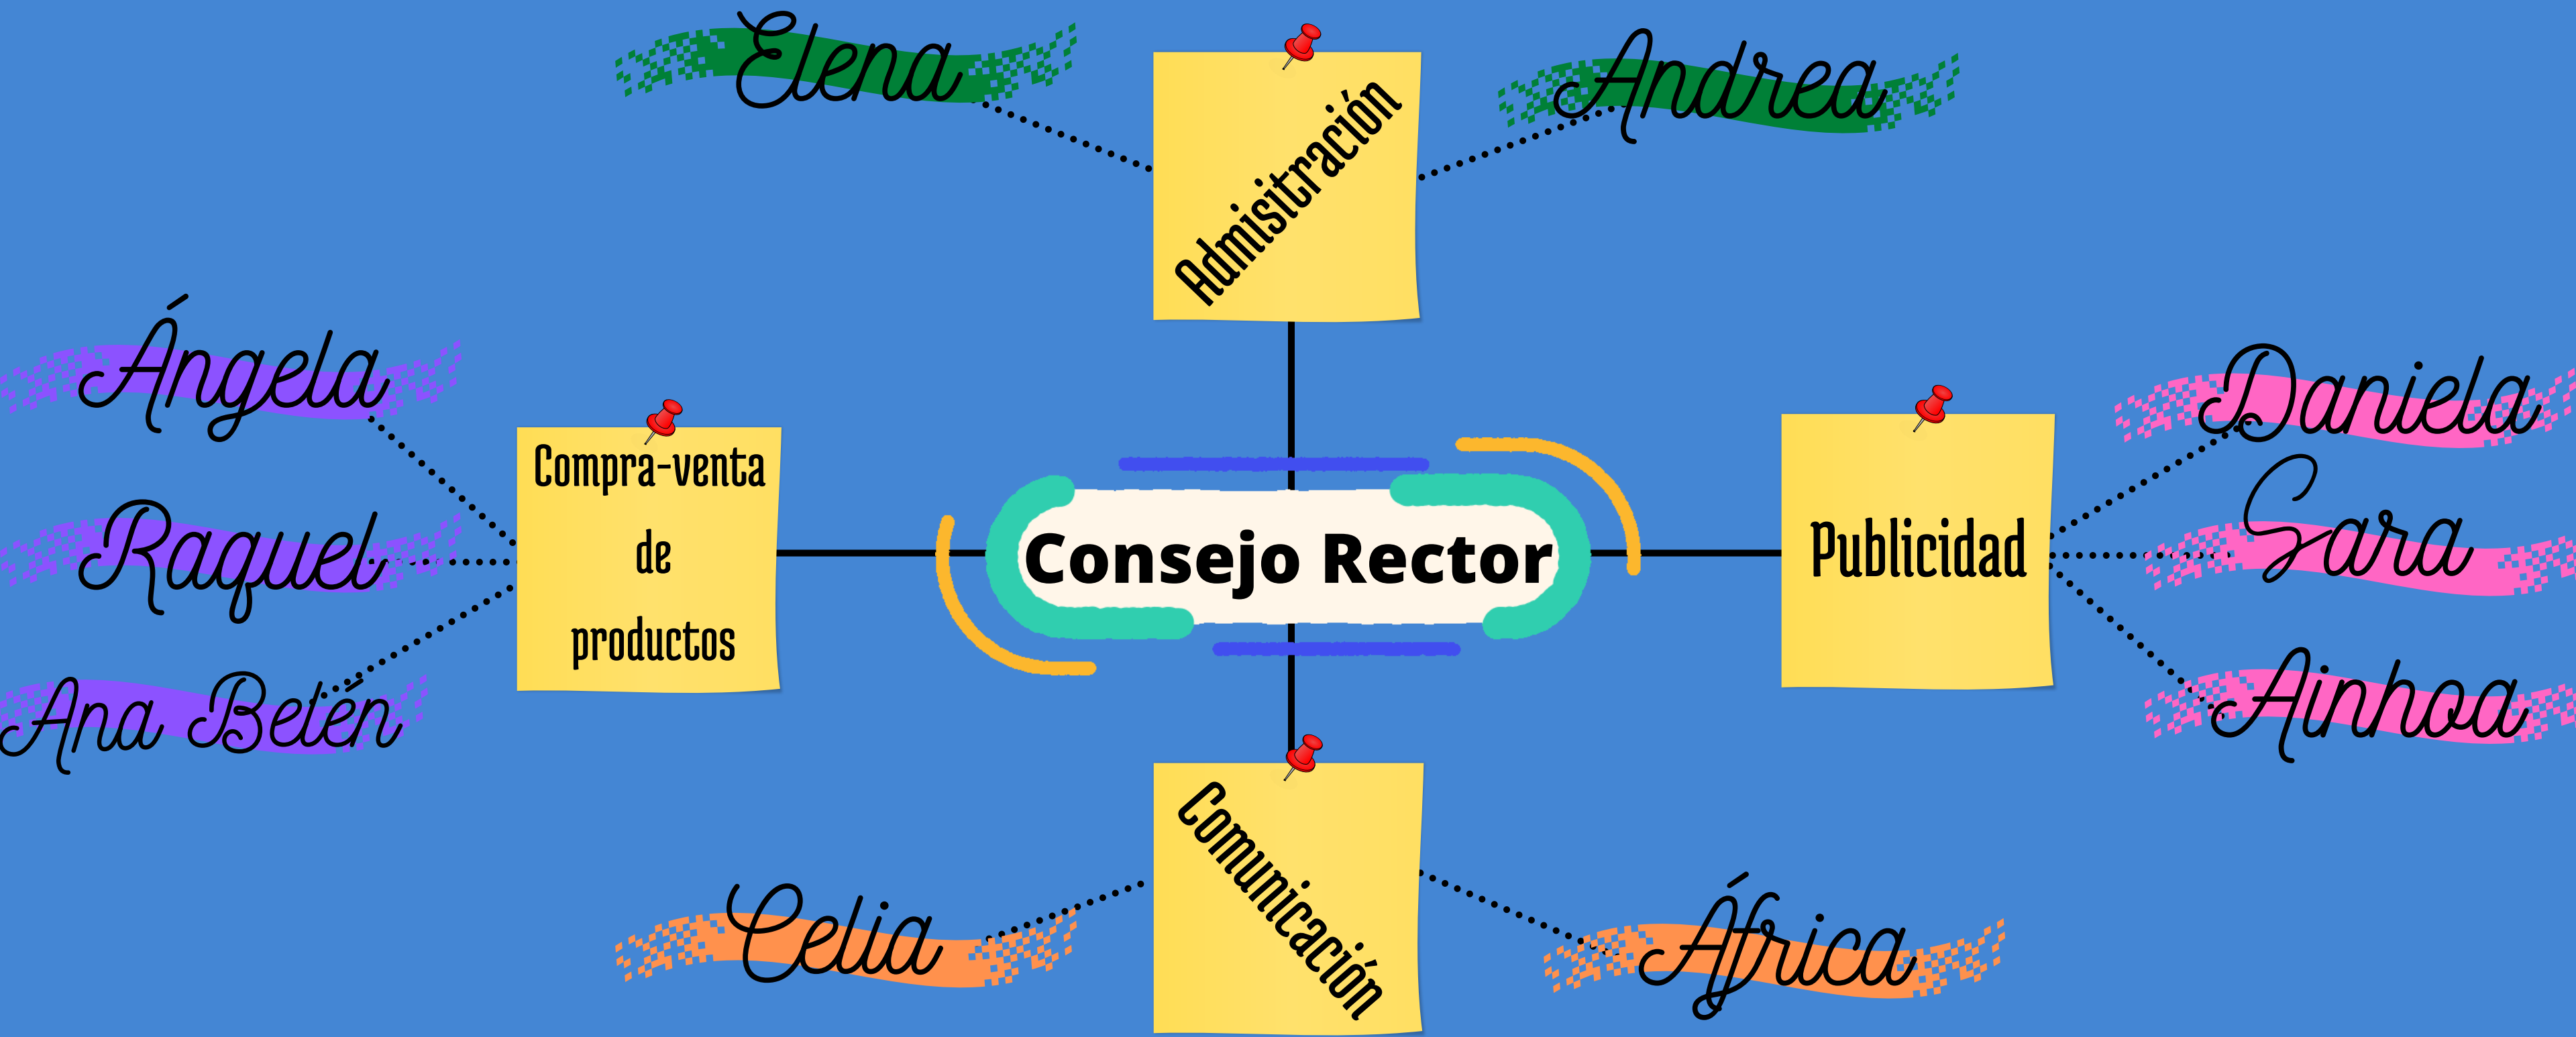 Elena
Andrea
Admisitración
Ángela
Raquel
Ana Belén
Compra-venta
de
productos
Consejo Rector
Publicidad
Daniela
Sara
Ainhoa
Comunicación
Celia
África